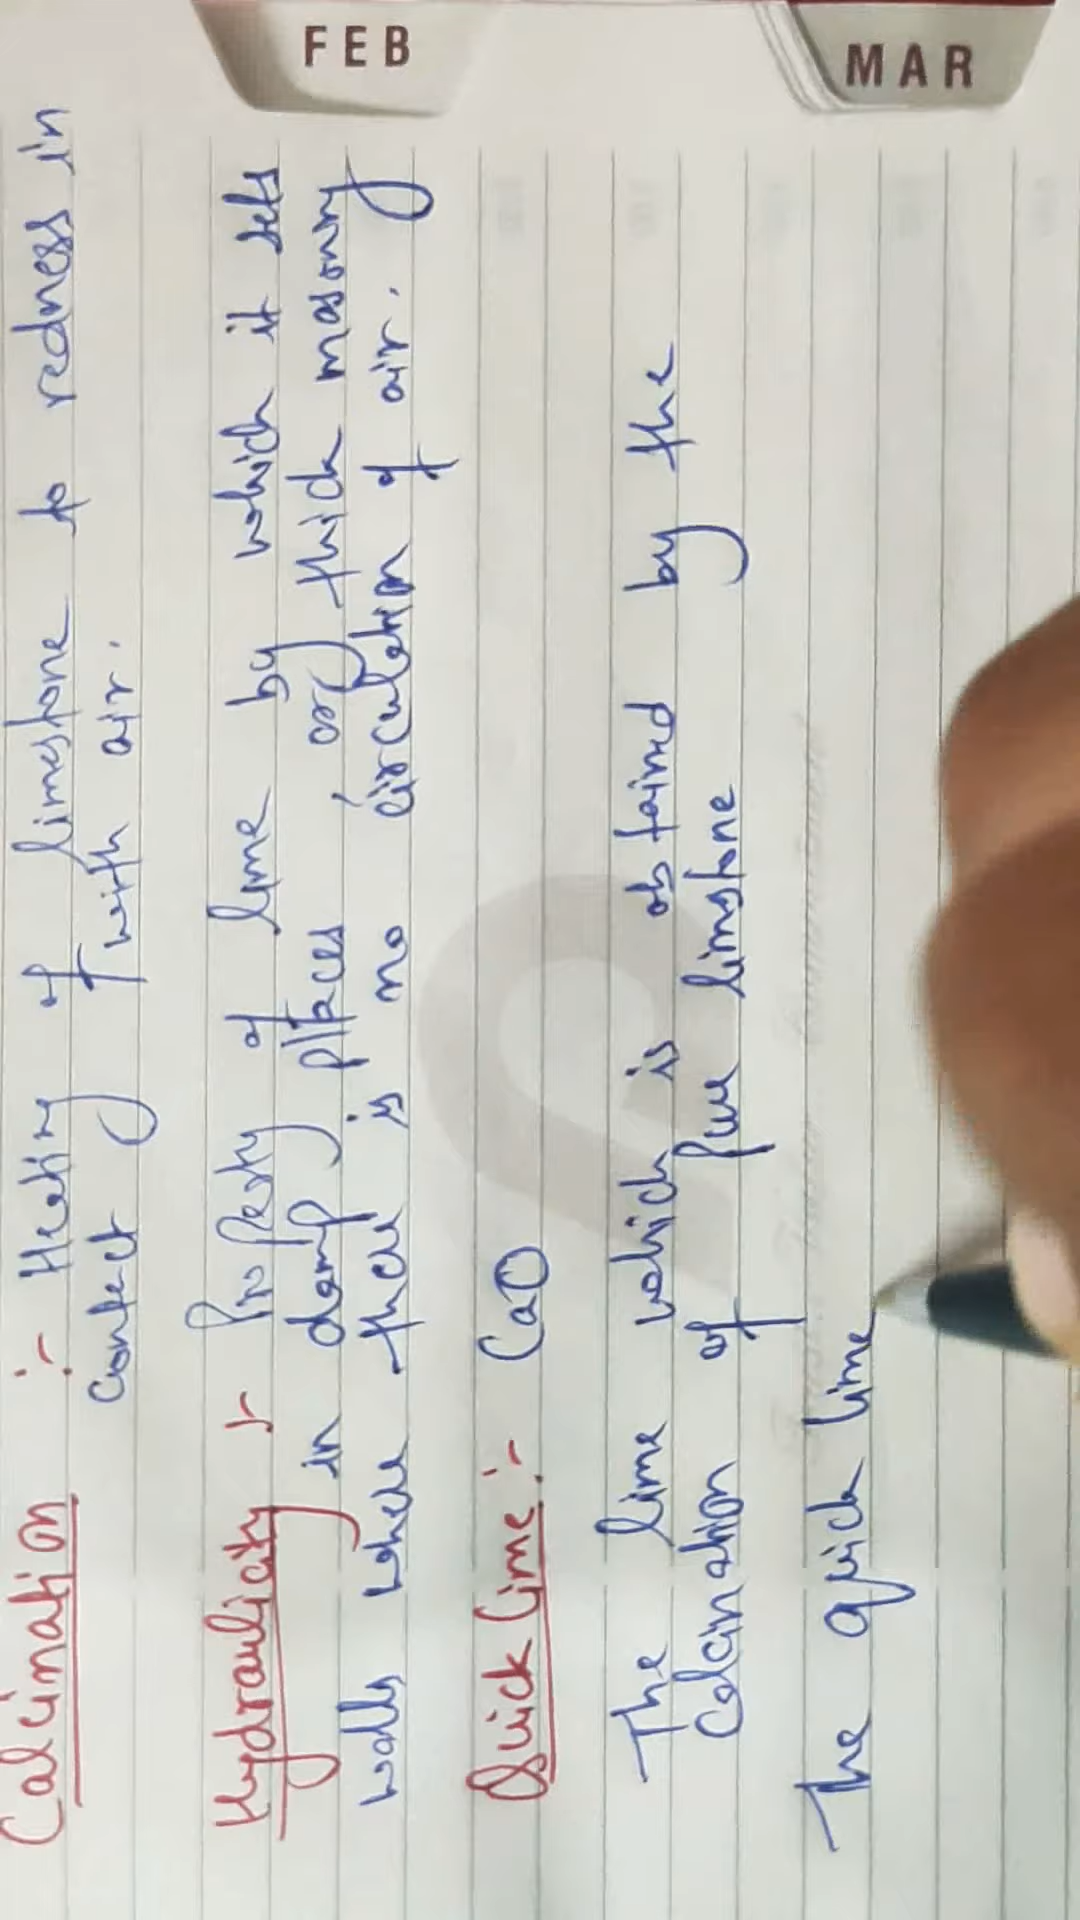 FEB
MAR
Calcination :- Heating of limestone to redness in
contect with air.
Hydraulicity :- Property of lime by which it sets
in damp places, or thick masonry
walls where there is no circulation of air.
Quick lime :- CaO
The lime which is obtained by the
Calcination of pure limstone
The quick lime